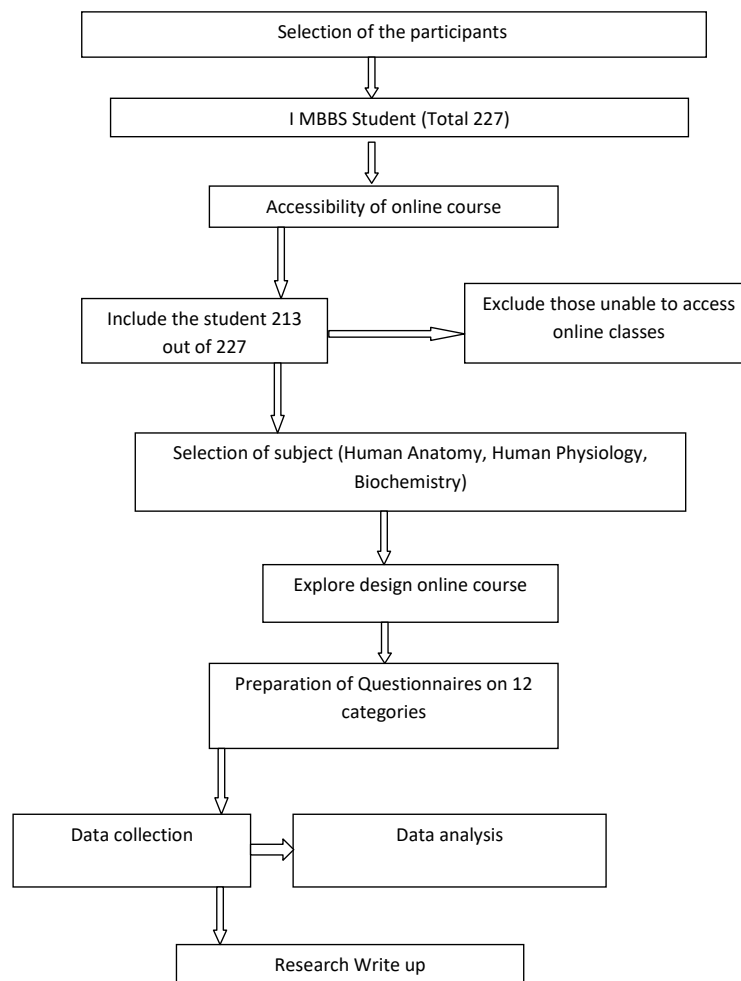 Selection of the participants
I MBBS Student (Total 227)
Accessibility of online course
Include the student 213
out of 227
Exclude those unable to access
online classes
Selection of subject (Human Anatomy, Human Physiology,
Biochemistry)
Explore design online course
Preparation of Questionnaires on 12
categories
Data collection
Data analysis
Research Write up